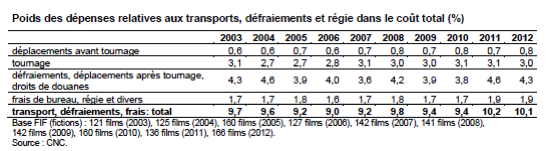 Poids des dépenses relatives aux transports, défraiements et régie dans le coût total (%)
2003 2004 2005 2006 2007 2008 2009 2010 2011 2012
déplacements avant tournage 0,6 0,6 0,7 0,6 0,7 0,8 0,7 0,8 0,7 0,8
tournage 3,1 2,7 2,7 2,8 3,1 3,0 3,0 3,1 3,1 3,0
défraiements, déplacements après tournage,
droits de douanes 4,3 4,6 3,9 4,0 3,6 4,2 3,9 3,8 4,6 4,3
frais de bureau, régie et divers 1,7 1,7 1,8 1,6 1,7 1,8 1,7 1,7 1,9 1,9
transport, défraiements, frais: total 9,7 9,6 9,2 9,0 9,2 9,8 9,4 9,4 10,2 10,1
Base FIF (fictions) : 121 films (2003), 125 films (2004), 160 films (2005), 127 films (2006), 142 films (2007), 141 films (2008),
142 films (2009), 160 films (2010), 136 films (2011), 166 films (2012).
Source : CNC.